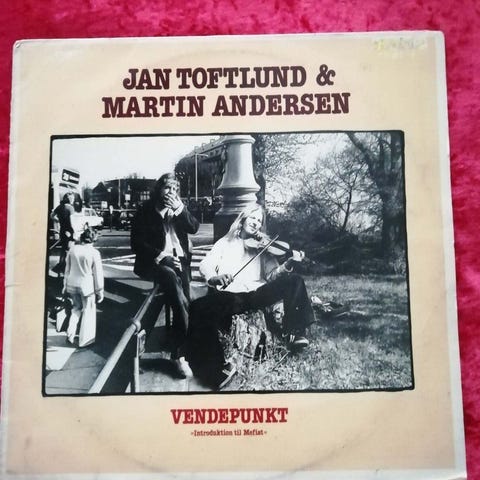 JAN TOFTLUND &
MARTIN ANDERSEN
VENDEPUNKT
»Introduktion til Mefist«